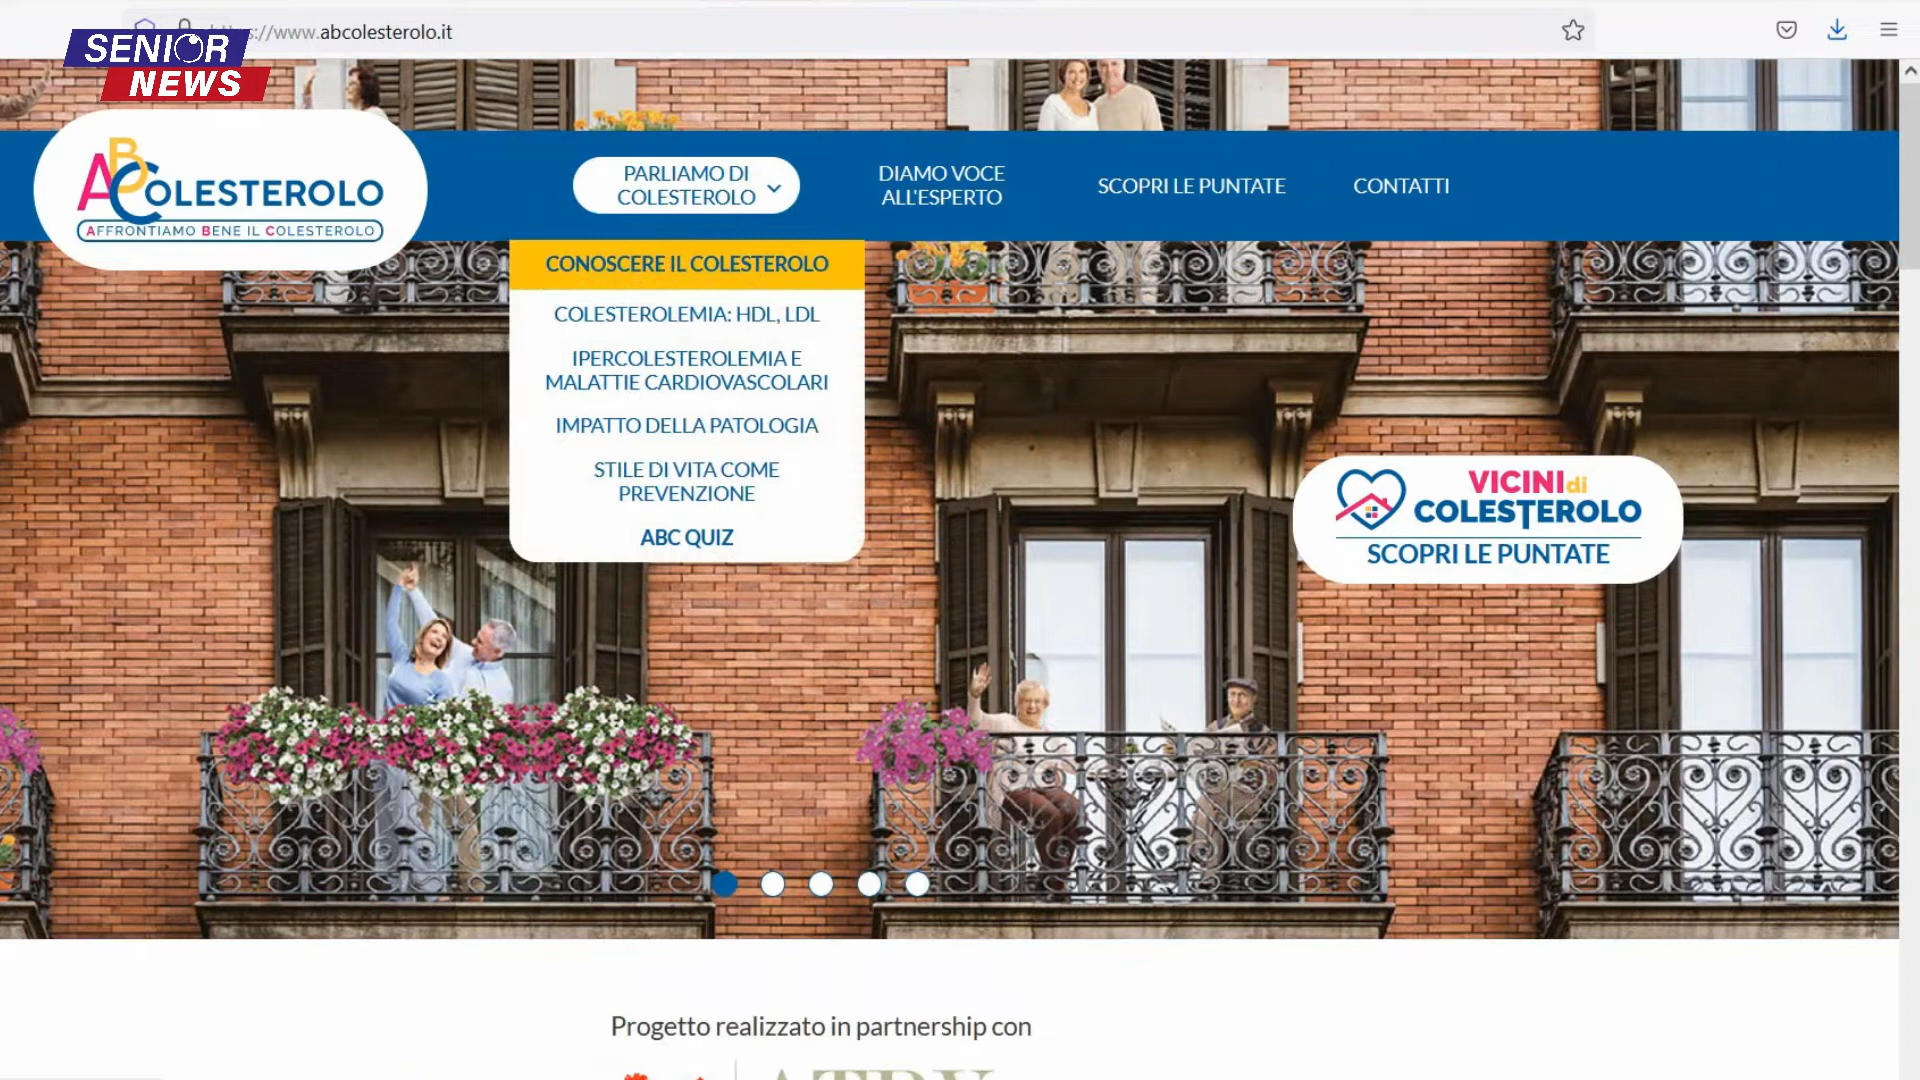 SENIOR
NEWS
://www.abcolesterolo.it
ABCOLESTEROLO
AFFRONTIAMO BENE IL COLESTEROLO
PARLIAMO DI
COLESTEROLO
DIAMO VOCE
ALL'ESPERTO
SCOPRI LE PUNTATE
CONTATTI
CONOSCERE IL COLESTEROLO
COLESTEROLEMIA: HDL, LDL
IPERCOLESTEROLEMIA E
MALATTIE CARDIOVASCOLARI
IMPATTO DELLA PATOLOGIA
STILE DI VITA COME
PREVENZIONE
ABC QUIZ
VICINI di
COLESTEROLO
SCOPRI LE PUNTATE
Progetto realizzato in partnership con